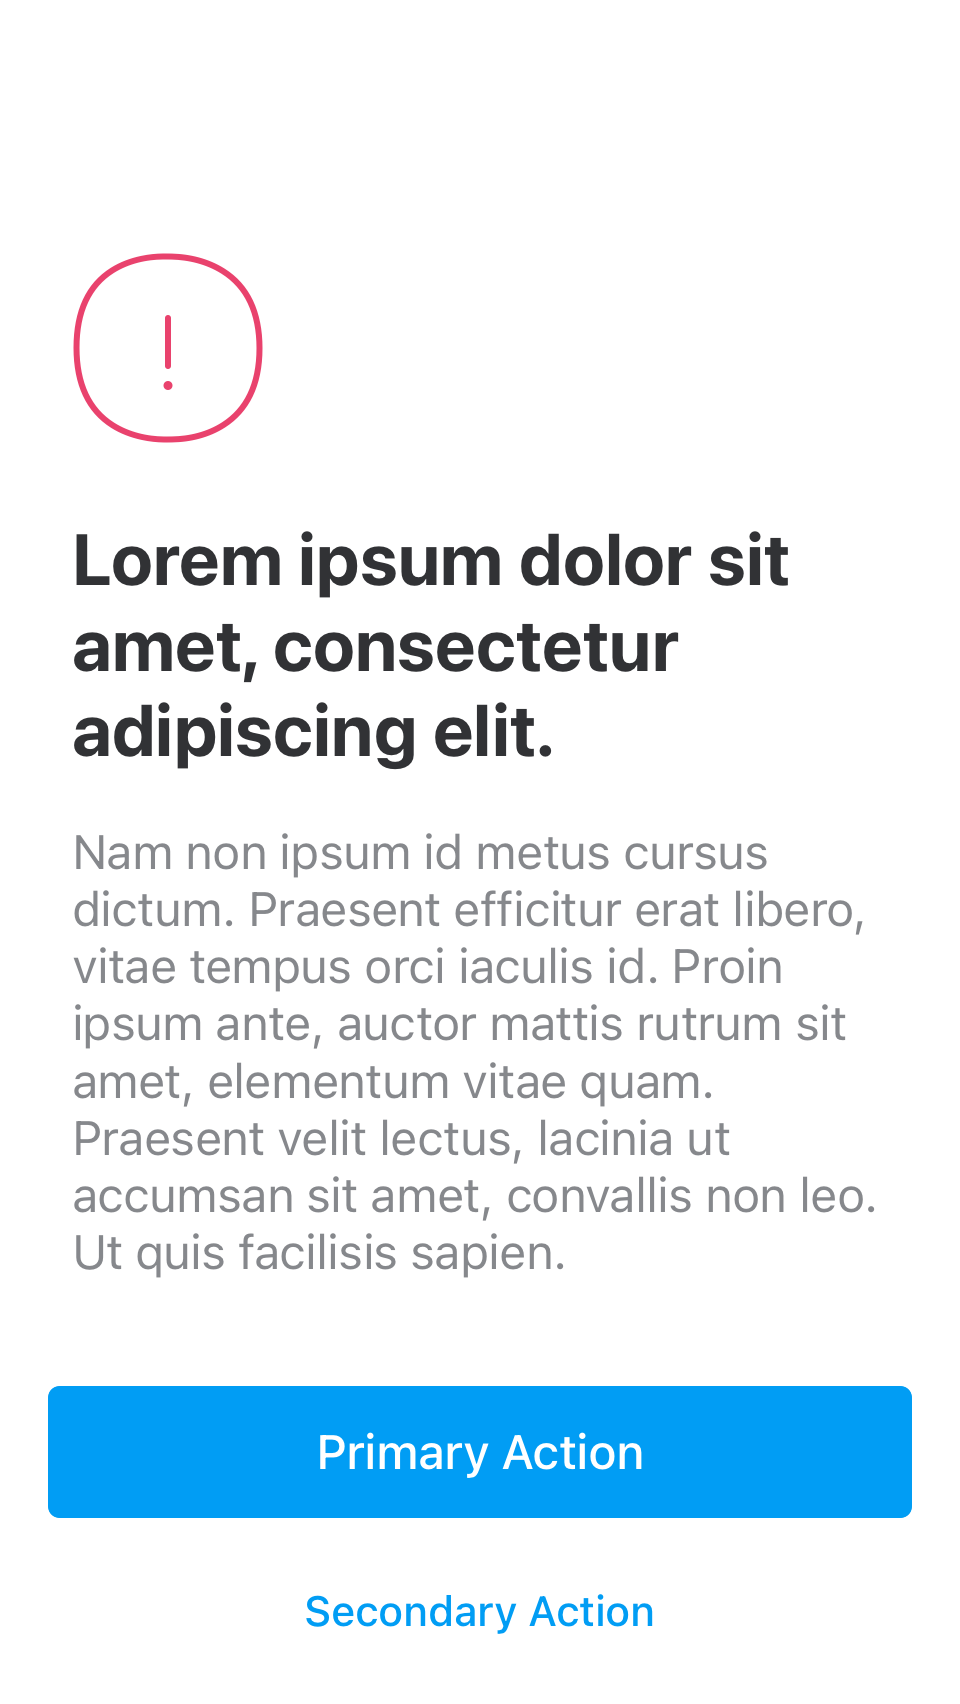 Lorem ipsum dolor sit
amet, consectetur
adipiscing elit.
Nam non ipsum id metus cursus
dictum. Praesent efficitur erat libero,
vitae tempus orci iaculis id. Proin
ipsum ante, auctor mattis rutrum sit
amet, elementum vitae quam.
Praesent velit lectus, lacinia ut
accumsan sit amet, convallis non leo.
Ut quis facilisis sapien.
Primary Action
Secondary Action